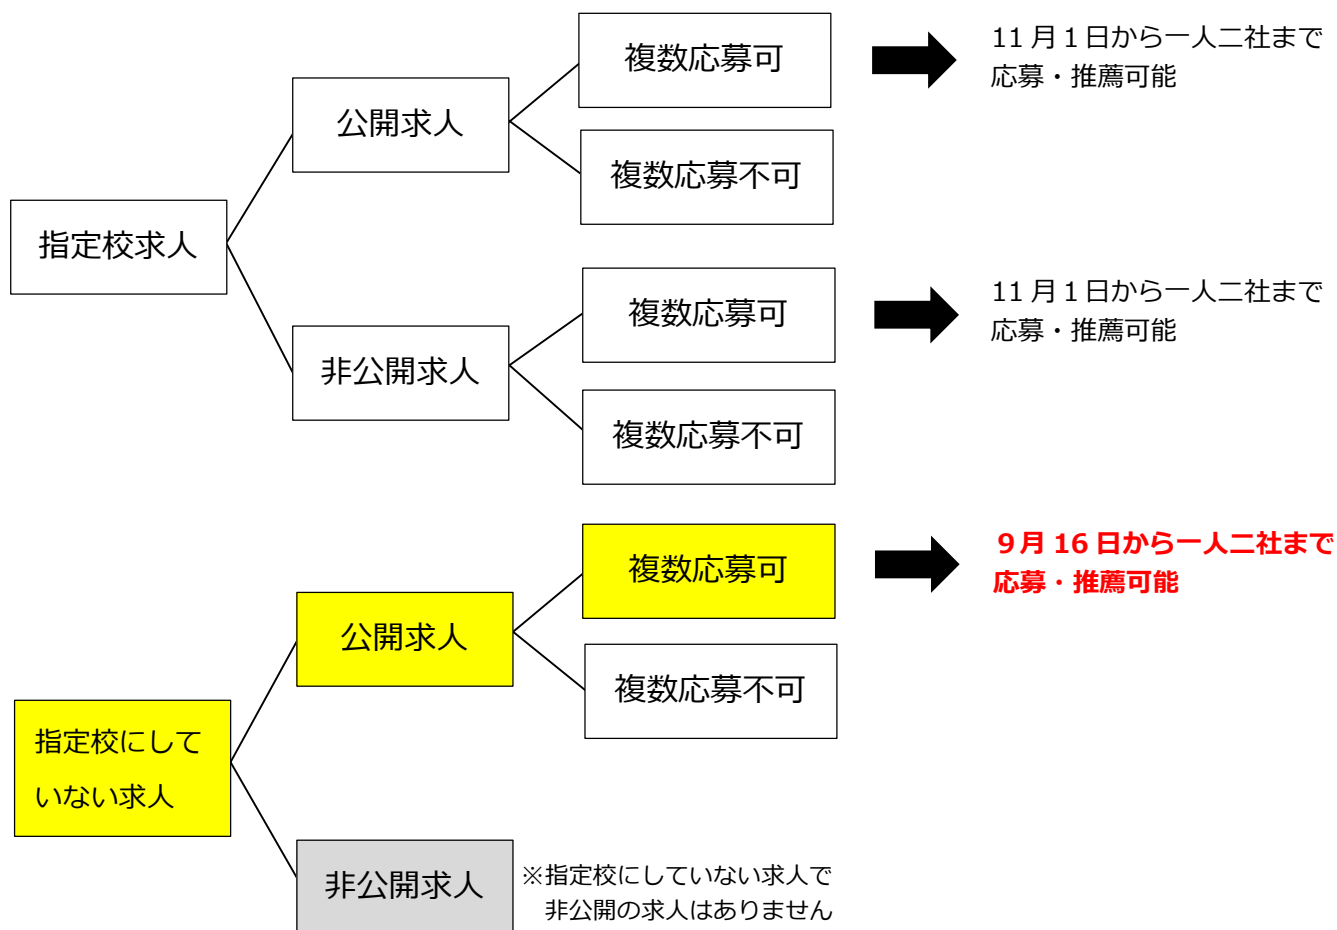 複数応募可
11月1日から一人二社まで
応募・推薦可能
公開求人
複数応募不可
指定校求人
複数応募可
11月1日から一人二社まで
応募・推薦可能
非公開求人
複数応募不可
複数応募可
9月16日から一人二社まで
応募・推薦可能
公開求人
複数応募不可
指定校にして
いない求人
非公開求人
※指定校にしていない求人で
非公開の求人はありません